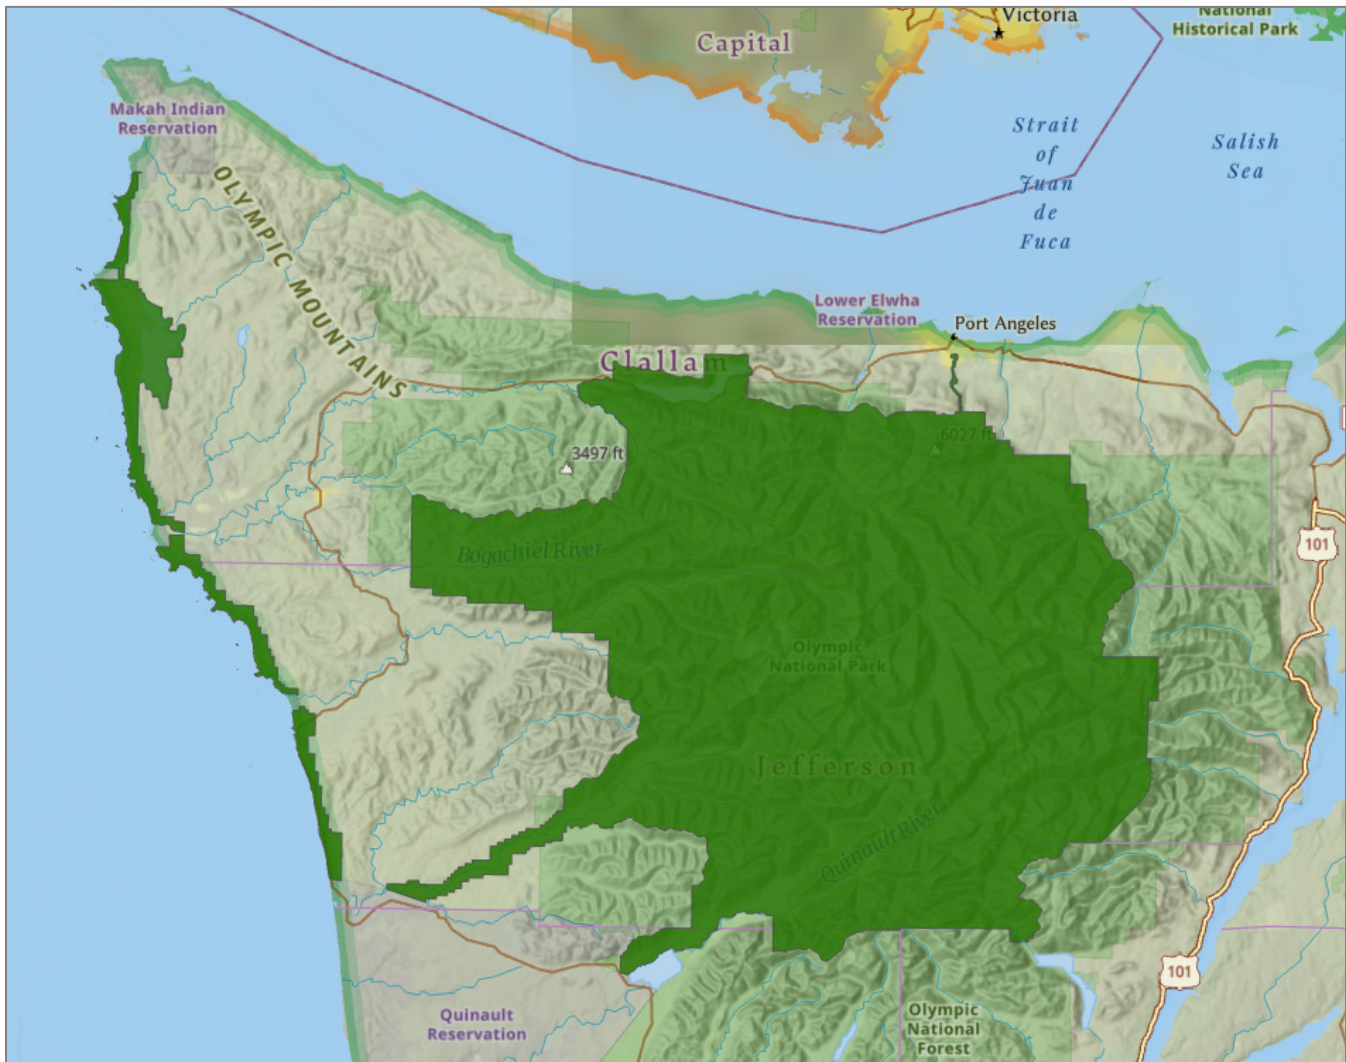 Victoria
National
Historical Park
Capital
Makah Indian
Reservation
Strait
of
Juan
de
Fuca
Salish
Sea
OLYMPIC MOUNTAINS
Lower Elwha
Reservation
Port Angeles
Clallam
6027 ft
3497 ft
101
Bogachiel River
Olympic
National Park
Jefferson
Quinault River
101
Quinault
Reservation
Olympic
National
Forest